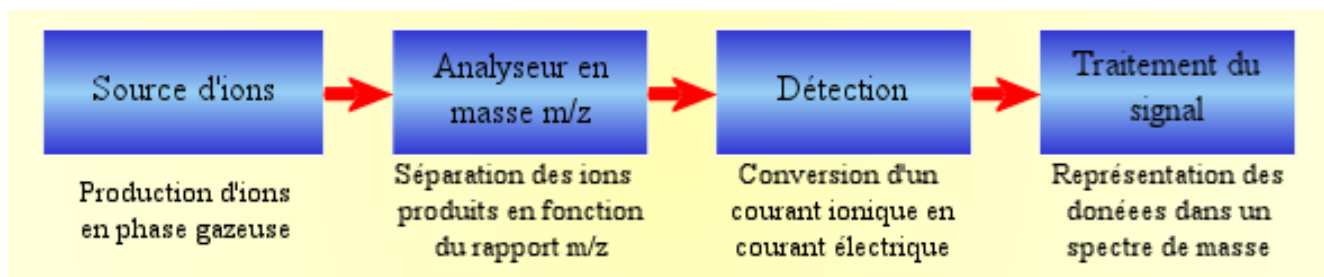 Source d'ions
Production d'ions
en phase gazeuse
Analyseur en
masse m/z
Séparation des ions
produits en fonction
du rapport m/z
Détection
Conversion d'un
courant ionique en
courant électrique
Traitement du
signal
Représentation des
donéees dans un
spectre de masse